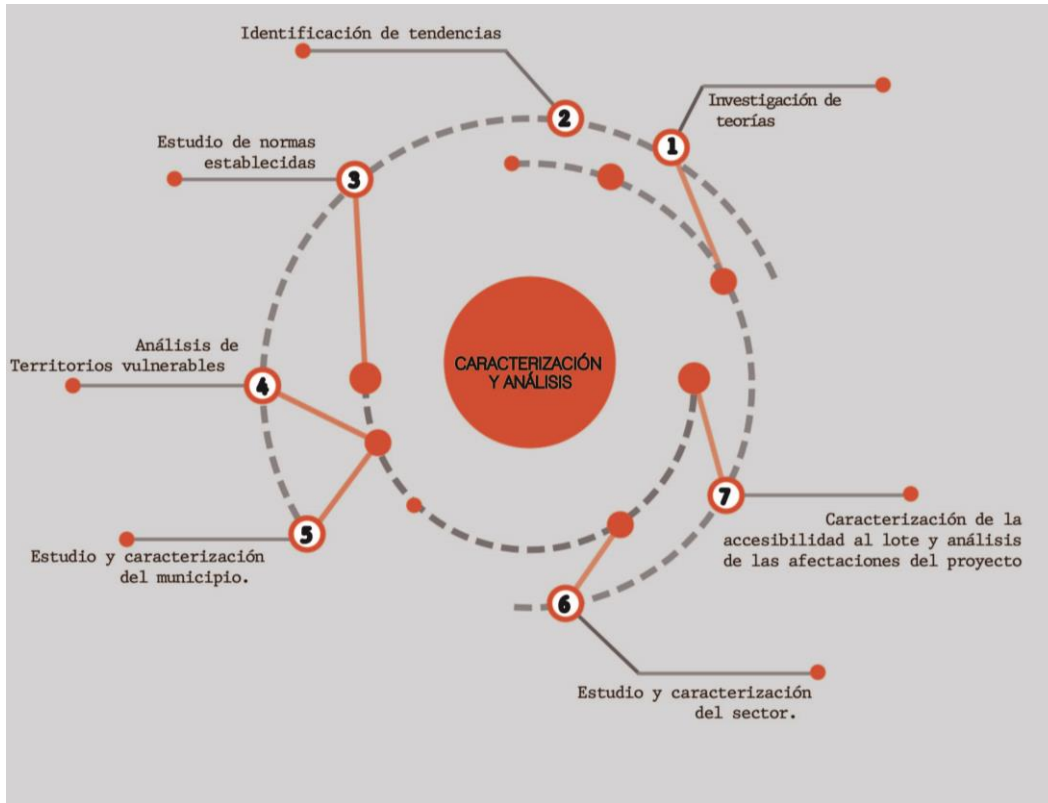 Identificación de tendencias
2
1
Investigación de
teorías
Estudio de normas
establecidas
3
CARACTERIZACIÓN
Y ANÁLISIS
Análisis de
Territorios vulnerables
4
5
Estudio y caracterización
del municipio.
7
Caracterización de la
accesibilidad al lote y análisis
de las afectaciones del proyecto
6
Estudio y caracterización
del sector.